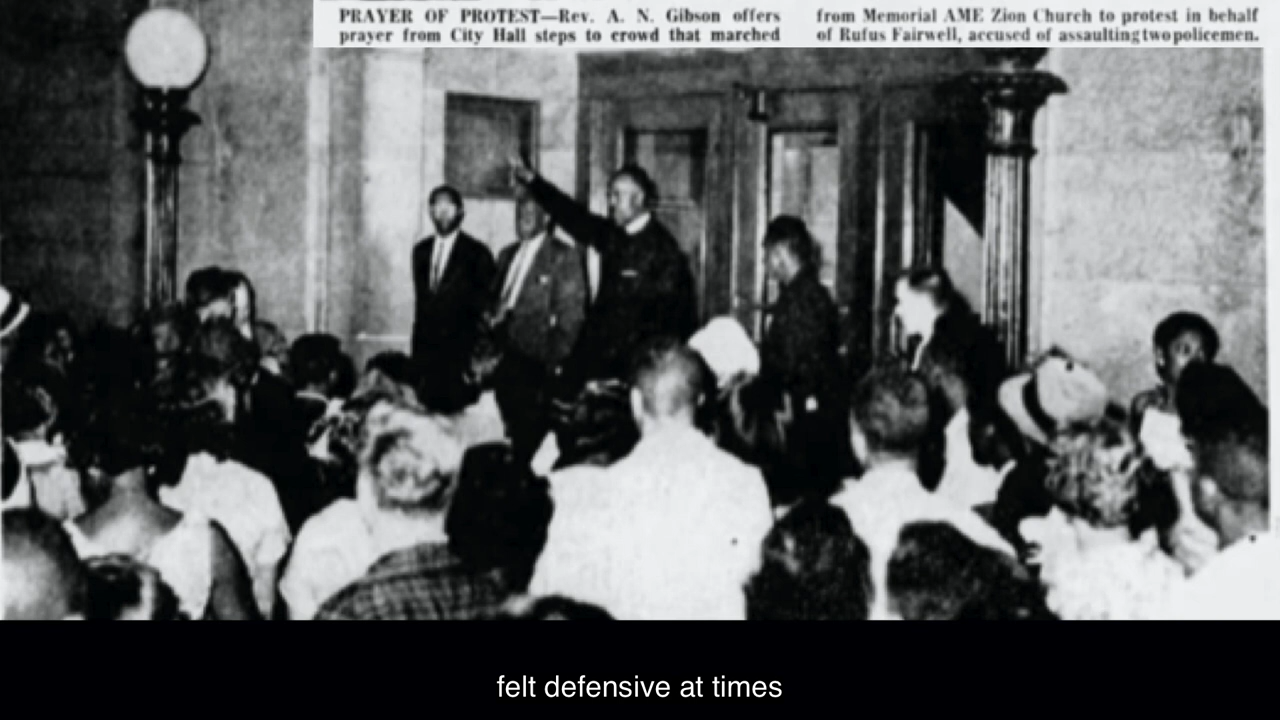 PRAYER OF PROTEST—Rev. A. N. Gibson offers
prayer from City Hall steps to crowd that marched
from Memorial AME Zion Church to protest in behalf
of Rufus Fairwell, accused of assaulting two policemen.
felt defensive at times